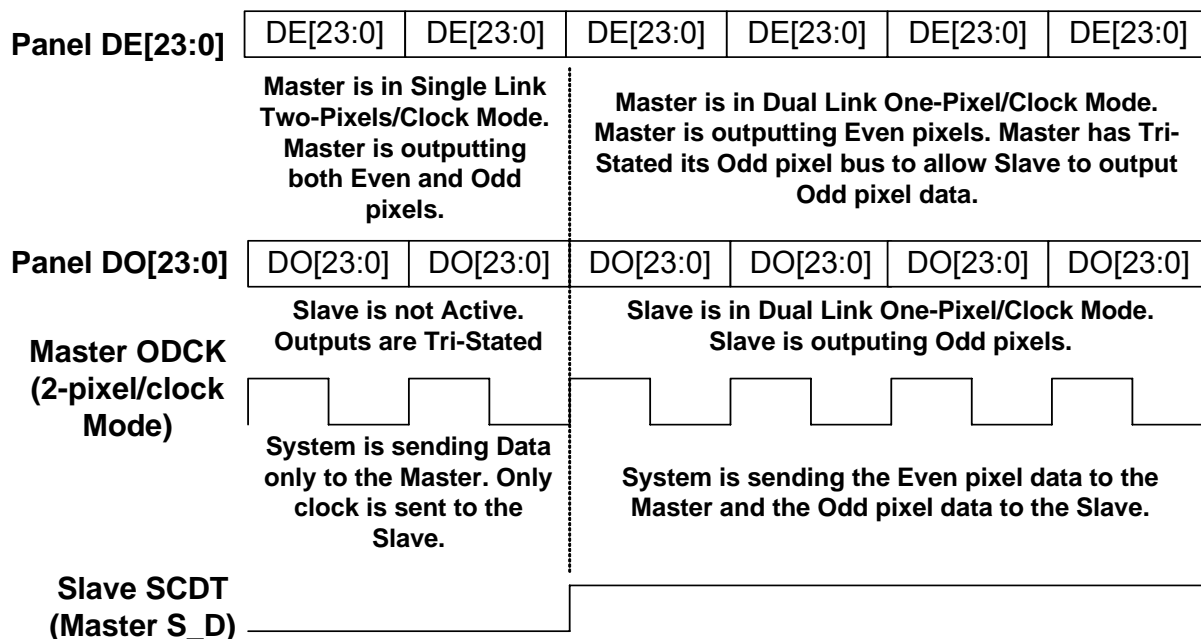 Panel DE[23:0] DE[23:0] DE[23:0] DE[23:0] DE[23:0] DE[23:0] DE[23:0]
Master is in Single Link
Two-Pixels/Clock Mode.
Master is outputting
both Even and Odd
pixels.
Master is in Dual Link One-Pixel/Clock Mode.
Master is outputting Even pixels. Master has Tri-
Stated its Odd pixel bus to allow Slave to output
Odd pixel data.
Panel DO[23:0] DO[23:0] DO[23:0] DO[23:0] DO[23:0] DO[23:0] DO[23:0]
Slave is not Active.
Outputs are Tri-Stated
Slave is in Dual Link One-Pixel/Clock Mode.
Slave is outputing Odd pixels.
Master ODCK
(2-pixel/clock
Mode)
System is sending Data
only to the Master. Only
clock is sent to the
Slave.
System is sending the Even pixel data to the
Master and the Odd pixel data to the Slave.
Slave SCDT
(Master S_D)